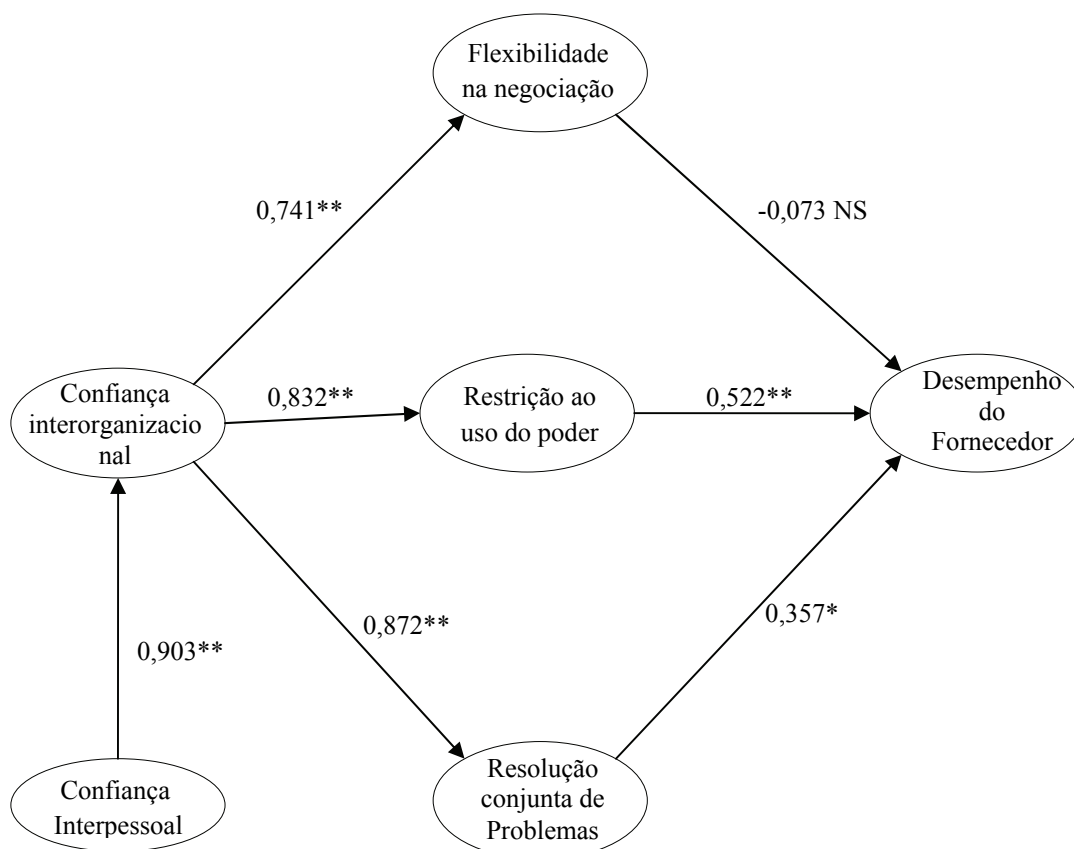 Flexibilidade
na negociação
0,741**
-0,073 NS
Confiança
interorganizacio
nal
0,832**
Restrição ao
uso do poder
0,522**
Desempenho
do
Fornecedor
0,872**
0,357*
0,903**
Confiança
Interpessoal
Resolução
conjunta de
Problemas